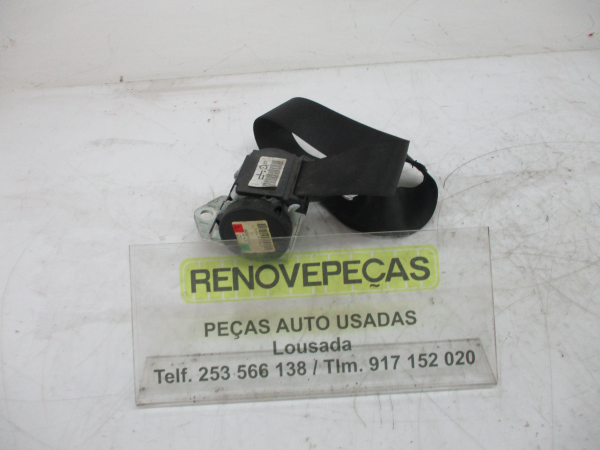 RENOVEPEÇAS
PEÇAS AUTO USADAS
Lousada
Telf. 253 566 138 / Tlm. 917 152 020